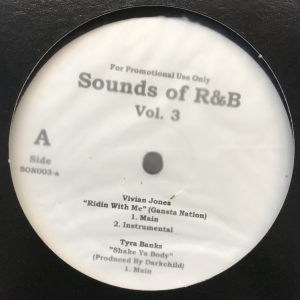 For Promotional Use Only
Sounds of R&B
Vol. 3
A
Side
SOR003-a
Vivian Jones
"Ridin With Me" (Gansta Nation)
1. Main
2. Instrumental
Tyra Banks
"Shake Ya Body"
(Produced By Darkchild)
1. Main